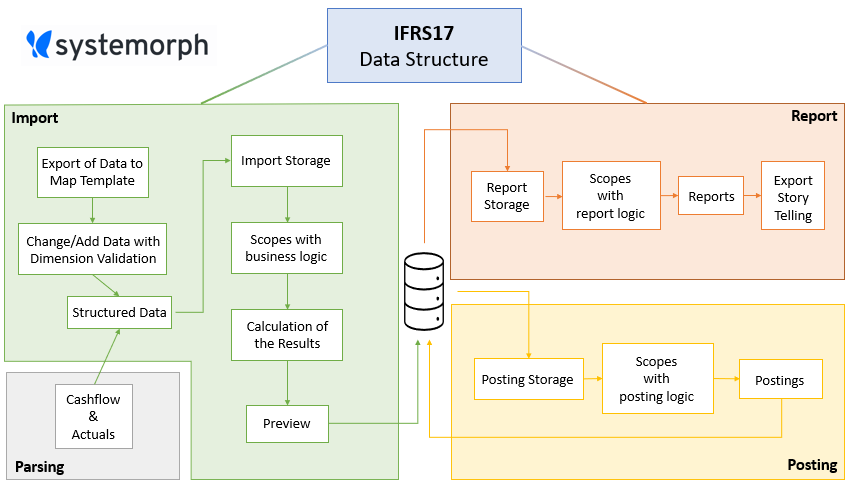 systemorph
IFRS17
Data Structure
Import
Export of Data to
Map Template
Change/Add Data with
Dimension Validation
Structured Data
Import Storage
Scopes with
business logic
Calculation of
the Results
Preview
Cashflow
&
Actuals
Parsing
Report
Report
Storage
Scopes
with
report logic
Reports
Export
Story
Telling
Posting Storage
Scopes
with
posting logic
Postings
Posting